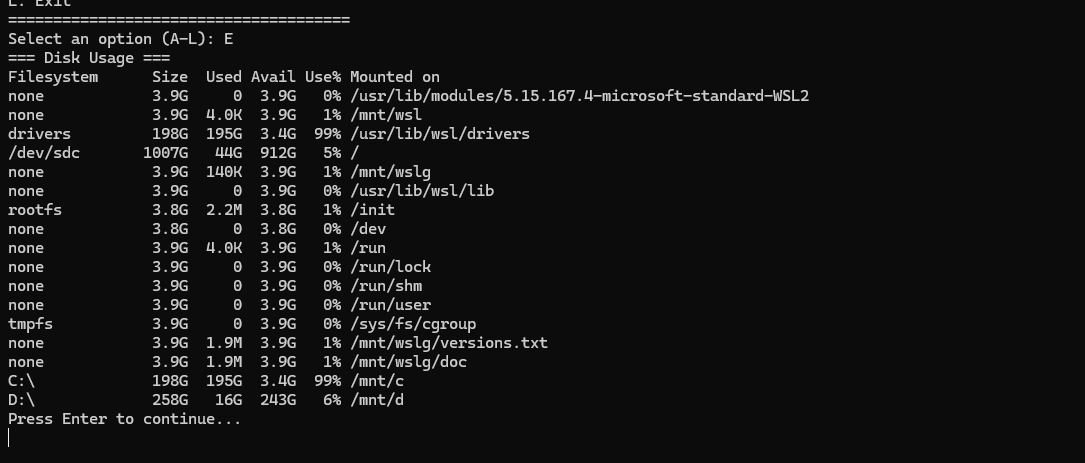 L. Exit
======================================
Select an option (A-L): E
=== Disk Usage ===
Filesystem      Size  Used Avail Use% Mounted on
none            3.9G     0  3.9G   0% /usr/lib/modules/5.15.167.4-microsoft-standard-WSL2
none            3.9G  4.0K  3.9G   1% /mnt/wsl
drivers         198G  195G  3.4G  99% /usr/lib/wsl/drivers
/dev/sdc       1007G   44G  912G   5% /
none            3.9G  140K  3.9G   1% /mnt/wslg
none            3.9G     0  3.9G   0% /usr/lib/wsl/lib
rootfs          3.8G  2.2M  3.8G   1% /init
none            3.8G     0  3.8G   0% /dev
none            3.9G  4.0K  3.9G   1% /run
none            3.9G     0  3.9G   0% /run/lock
none            3.9G     0  3.9G   0% /run/shm
none            3.9G     0  3.9G   0% /run/user
tmpfs           3.9G     0  3.9G   0% /sys/fs/cgroup
none            3.9G  1.9M  3.9G   1% /mnt/wslg/versions.txt
none            3.9G  1.9M  3.9G   1% /mnt/wslg/doc
C:\             198G  195G  3.4G  99% /mnt/c
D:\             258G   16G  243G   6% /mnt/d
Press Enter to continue...